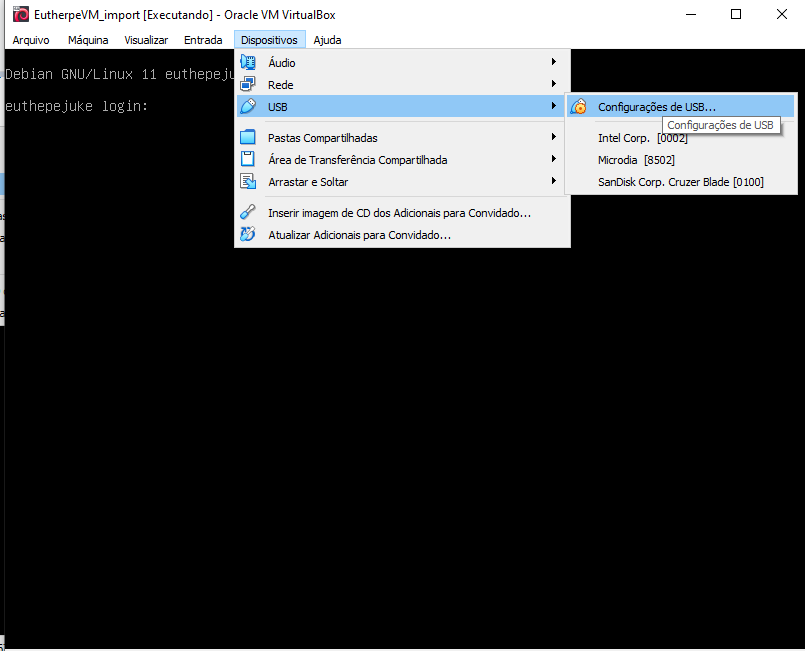 EutherpeVM_import [Executando] - Oracle VM VirtualBox
Arquivo Máquina Visualizar Entrada Dispositivos Ajuda
Debian GNU/Linux 11 euthepeju
euthepejuke login:
Áudio
Rede
USB
Pastas Compartilhadas
Área de Transferência Compartilhada
Arrastar e Soltar
Inserir imagem de CD dos Adicionais para Convidado...
Atualizar Adicionais para Convidado...
Configurações de USB...
Configurações de USB
Intel Corp. [0002]
Microdia [8502]
SanDisk Corp. Cruzer Blade [0100]